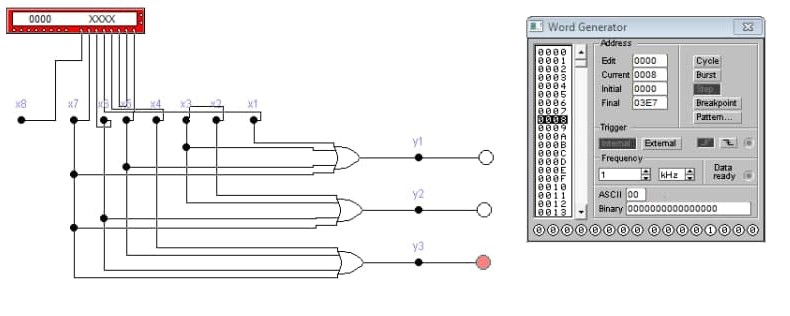 0000 XXXX
x8 x7 x6 x5 x4 x3 x2 x1
y1
y2
y3
Word Generator
0000
0001
0002
0003
0004
0005
0006
0007
0008
0009
000A
000B
000C
000D
000E
000F
0010
0011
0012
0013
Address
Edit 0000
Current 0008
Initial 0000
Final 03E7
Cycle
Burst
Step
Breakpoint
Pattern...
Trigger
Internal External
Frequency
1 kHz
Data ready
ASCII 00
Binary 0000000000000000
0 0 0 0 0 0 0 0 0 0 0 0 1 0 0 0